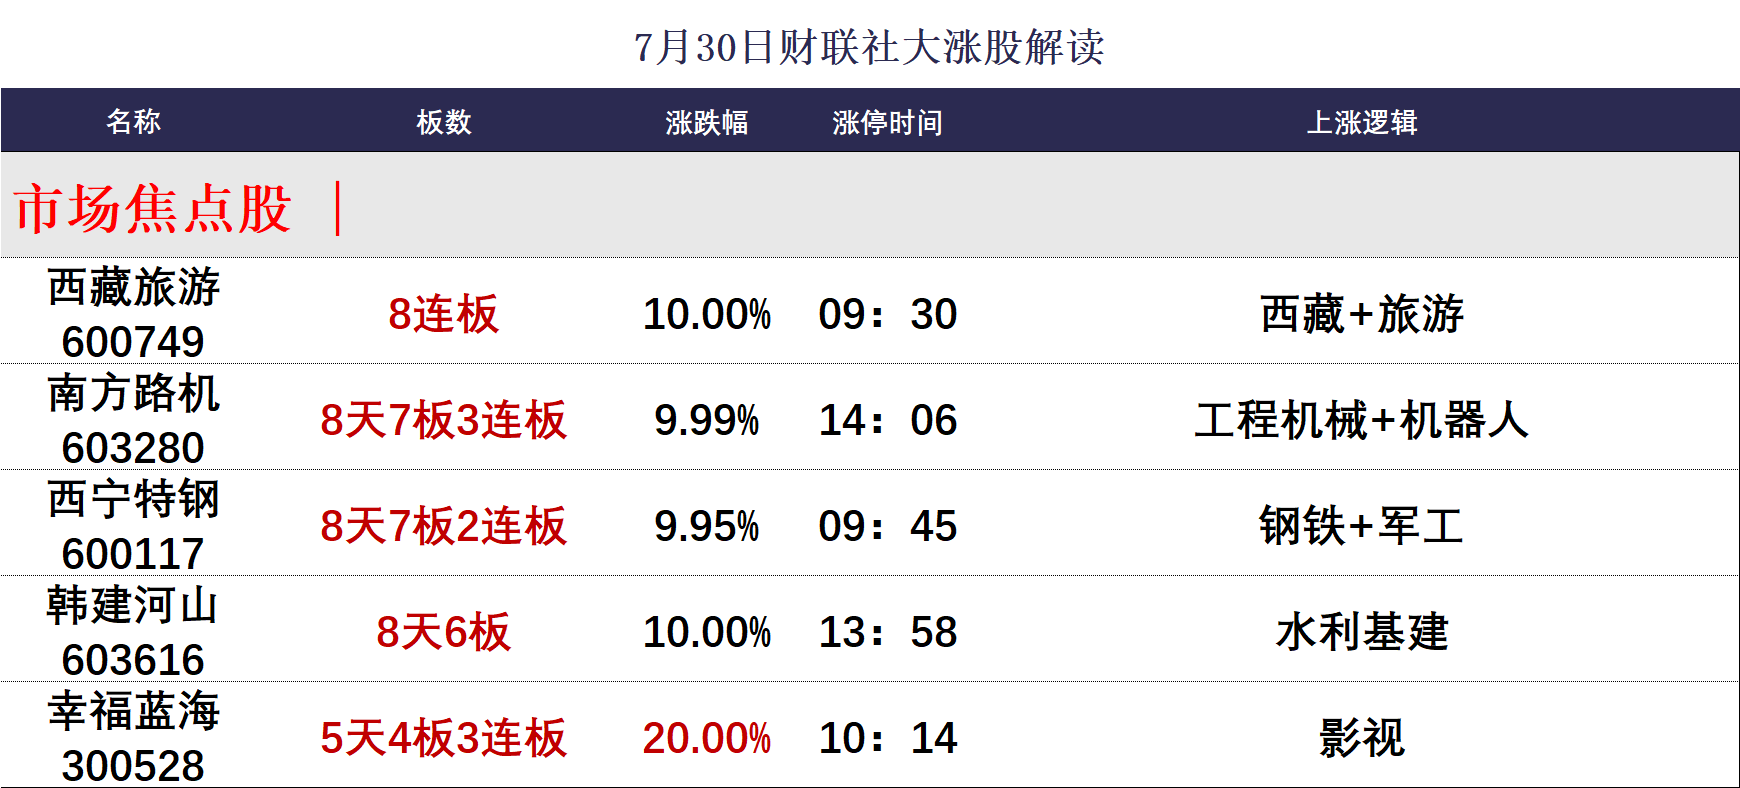 7月30日财联社大涨股解读
名称 板数 涨跌幅 涨停时间 上涨逻辑
市场焦点股 ｜
西藏旅游
600749 8连板 10.00% 09：30 西藏+旅游
南方路机
603280 8天7板3连板 9.99% 14：06 工程机械+机器人
西宁特钢
600117 8天7板2连板 9.95% 09：45 钢铁+军工
韩建河山
603616 8天6板 10.00% 13：58 水利基建
幸福蓝海
300528 5天4板3连板 20.00% 10：14 影视